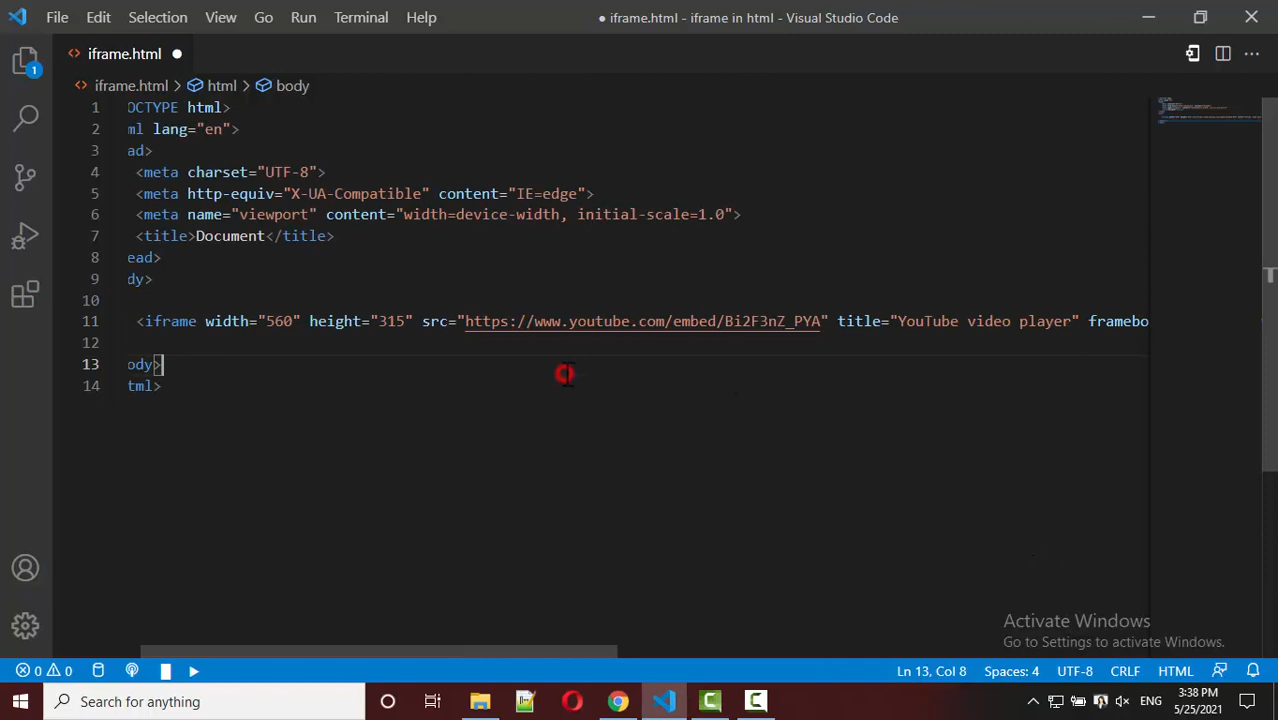 File Edit Selection View Go Run Terminal Help ● iframe.html - iframe in html - Visual Studio Code
<> iframe.html ●
<> iframe.html > html > body
1 OCTYPE html>
2 ml lang="en">
3 ad>
4 <meta charset="UTF-8">
5 <meta http-equiv="X-UA-Compatible" content="IE=edge">
6 <meta name="viewport" content="width=device-width, initial-scale=1.0">
7 <title>Document</title>
8 ead>
9 dy>
10
11 <iframe width="560" height="315" src="https://www.youtube.com/embed/Bi2F3nZ_PYA" title="YouTube video player" framebo
12
13 ody>
14 tml>
1
Activate Windows
Go to Settings to activate Windows.
0 0 Ln 13, Col 8 Spaces: 4 UTF-8 CRLF HTML
Search for anything ENG 3:38 PM
5/25/2021